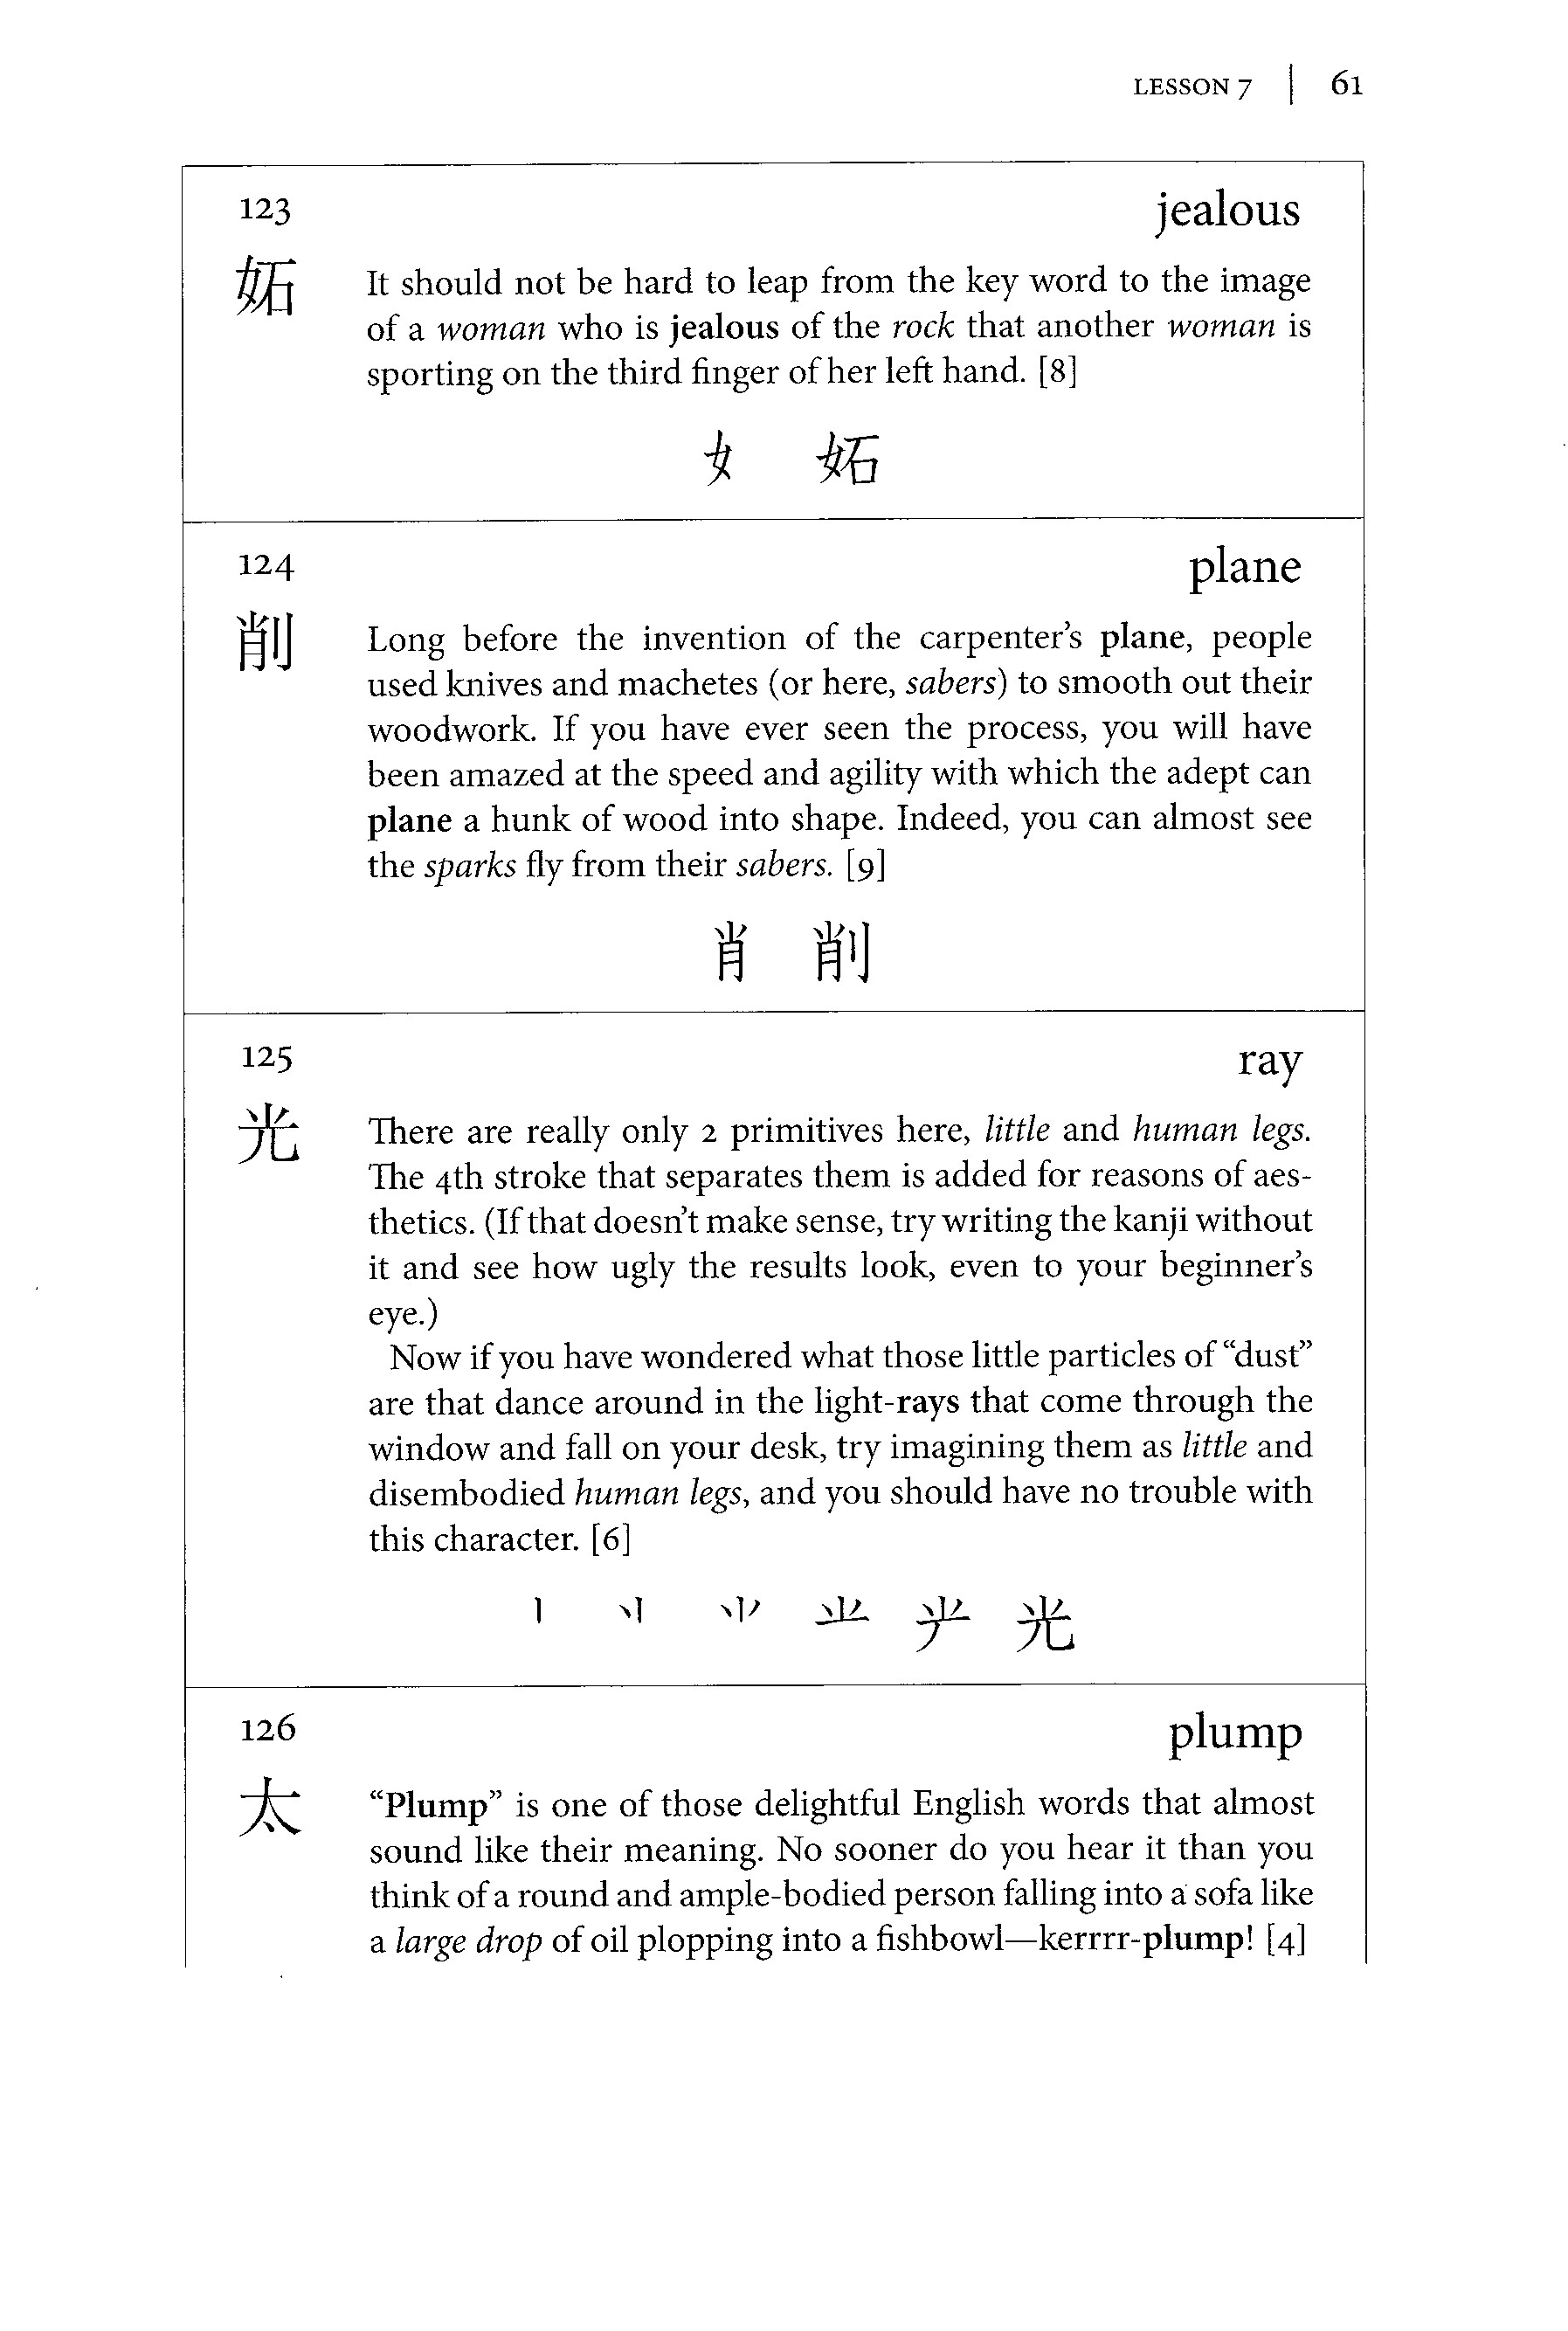 LESSON 7 | 61
123 jealous
妬 It should not be hard to leap from the key word to the image
of a woman who is jealous of the rock that another woman is
sporting on the third finger of her left hand. [8]
女 妬
124 plane
削 Long before the invention of the carpenter's plane, people
used knives and machetes (or here, sabers) to smooth out their
woodwork. If you have ever seen the process, you will have
been amazed at the speed and agility with which the adept can
plane a hunk of wood into shape. Indeed, you can almost see
the sparks fly from their sabers. [9]
肖 削
125 ray
光 There are really only 2 primitives here, little and human legs.
The 4th stroke that separates them is added for reasons of aes-
thetics. (If that doesn't make sense, try writing the kanji without
it and see how ugly the results look, even to your beginner's
eye.)
Now if you have wondered what those little particles of “dust”
are that dance around in the light-rays that come through the
window and fall on your desk, try imagining them as little and
disembodied human legs, and you should have no trouble with
this character. [6]
光
126 plump
太 “Plump” is one of those delightful English words that almost
sound like their meaning. No sooner do you hear it than you
think of a round and ample-bodied person falling into a sofa like
a large drop of oil plopping into a fishbowl—kerrrr-plump! [4]